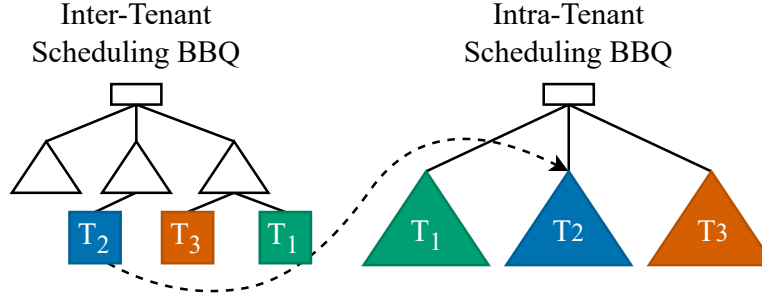 Inter-Tenant
Scheduling BBQ
Intra-Tenant
Scheduling BBQ
T2
T3
T1
T1
T2
T3